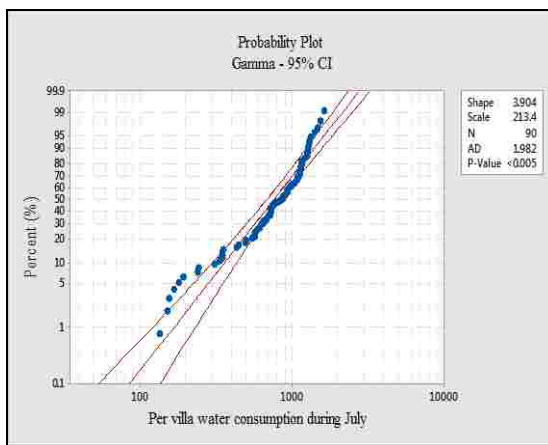 Probability Plot
Gamma - 95% CI
Percent (%)
99.9
99
95
90
80
70
60
50
40
30
20
10
5
1
0.1
100
1000
10000
Per villa water consumption during July
Shape 3.904
Scale 213.4
N 90
AD 1.982
P-Value <0.005